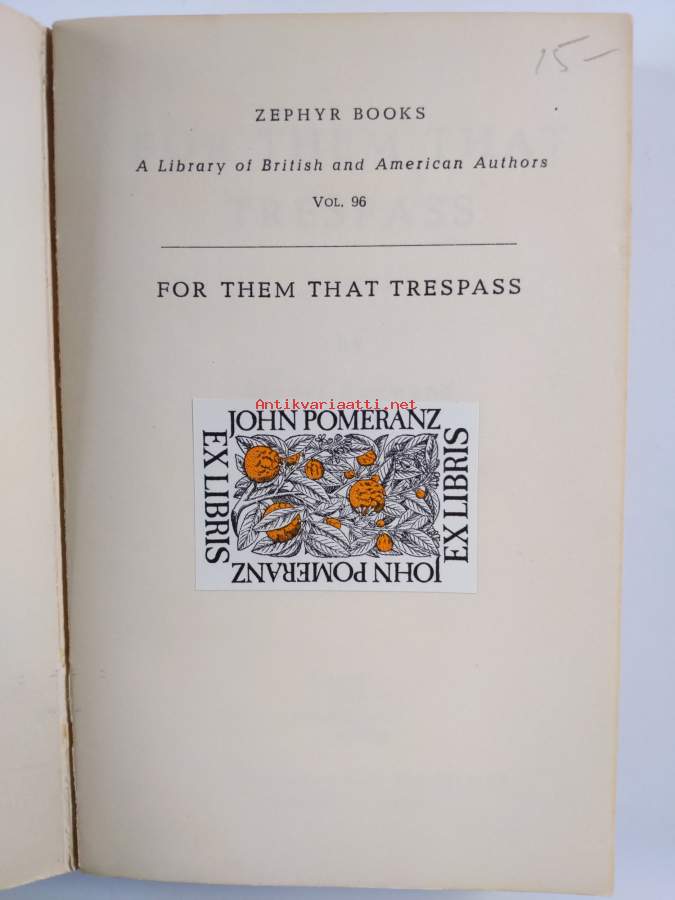 15-
ZEPHYR BOOKS
A Library of British and American Authors
VOL. 96
FOR THEM THAT TRESPASS
Antikvariaatti.net
JOHN POMERANZ
EX LIBRIS
EX LIBRIS
JOHN POMERANZ